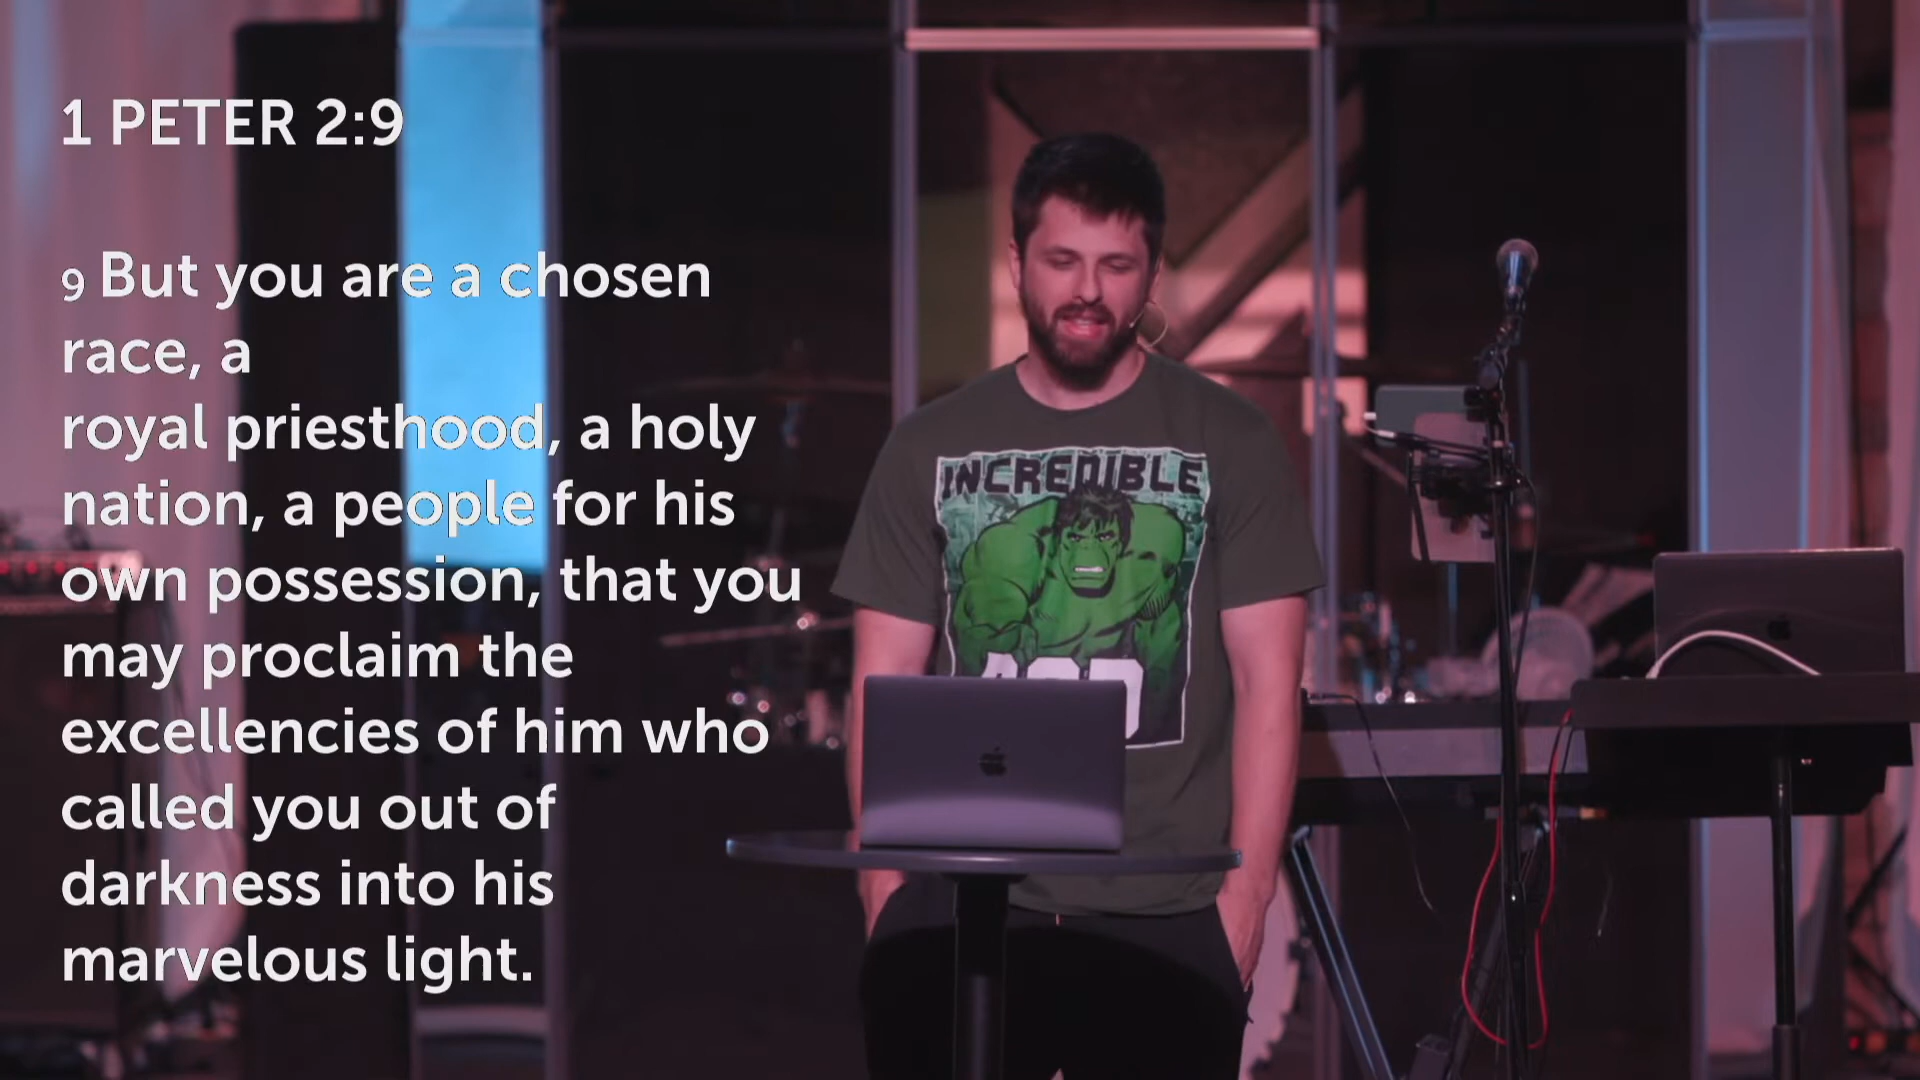 1 PETER 2:9
9 But you are a chosen
race, a
royal priesthood, a holy
nation, a people for his
own possession, that you
may proclaim the
excellencies of him who
called you out of
darkness into his
marvelous light.
INCREDIBLE